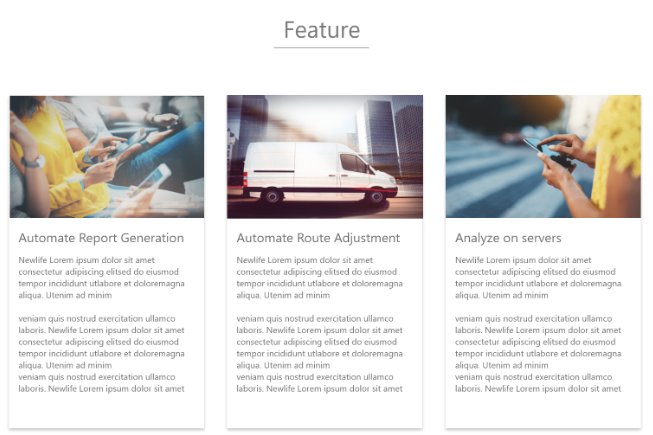 Feature
Automate Report Generation
Newlife Lorem ipsum dolor sit amet
consectetur adipiscing elitsed do eiusmod
tempor incididunt utlabore et doloremagna
aliqua. Utenim ad minim
veniam quis nostrud exercitation ullamco
laboris. Newlife Lorem ipsum dolor sit amet
consectetur adipiscing elitsed do eiusmod
tempor incididunt utlabore et doloremagna
aliqua. Utenim ad minim
veniam quis nostrud exercitation ullamco
laboris. Newlife Lorem ipsum dolor sit amet
Automate Route Adjustment
Newlife Lorem ipsum dolor sit amet
consectetur adipiscing elitsed do eiusmod
tempor incididunt utlabore et doloremagna
aliqua. Utenim ad minim
veniam quis nostrud exercitation ullamco
laboris. Newlife Lorem ipsum dolor sit amet
consectetur adipiscing elitsed do eiusmod
tempor incididunt utlabore et doloremagna
aliqua. Utenim ad minim
veniam quis nostrud exercitation ullamco
laboris. Newlife Lorem ipsum dolor sit amet
Analyze on servers
Newlife Lorem ipsum dolor sit amet
consectetur adipiscing elitsed do eiusmod
tempor incididunt utlabore et doloremagna
aliqua. Utenim ad minim
veniam quis nostrud exercitation ullamco
laboris. Newlife Lorem ipsum dolor sit amet
consectetur adipiscing elitsed do eiusmod
tempor incididunt utlabore et doloremagna
aliqua. Utenim ad minim
veniam quis nostrud exercitation ullamco
laboris. Newlife Lorem ipsum dolor sit amet